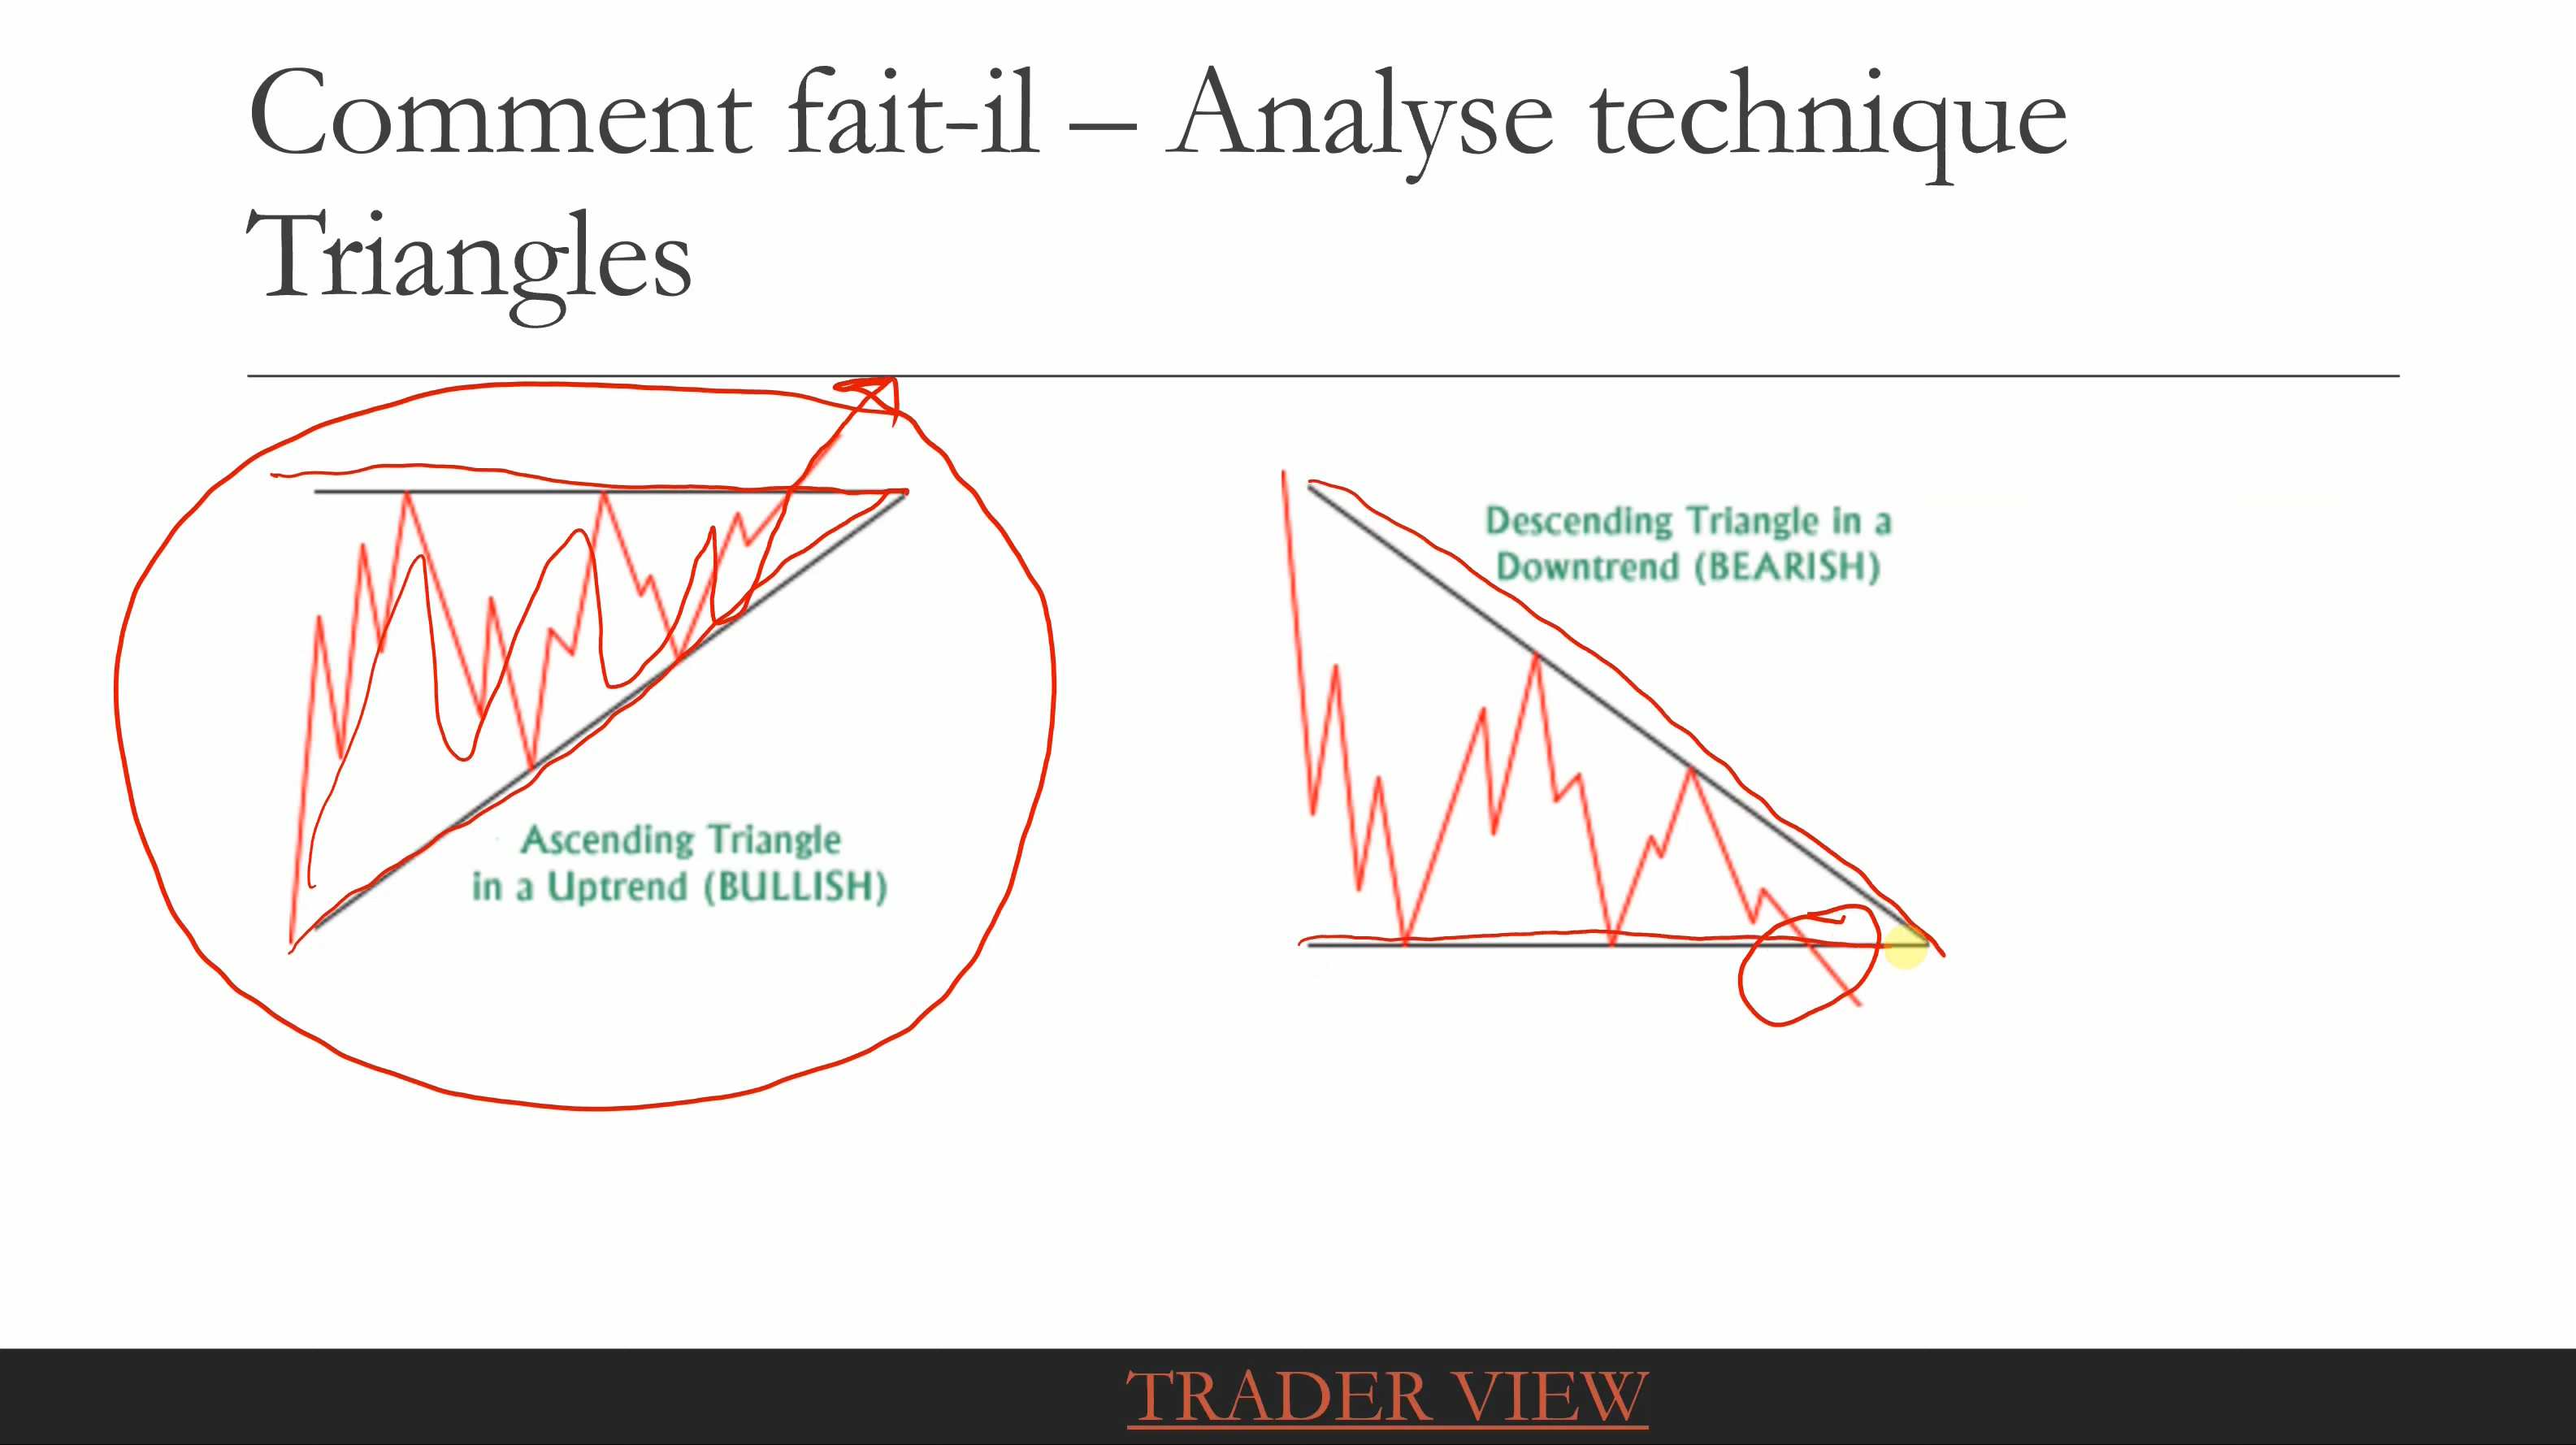 Comment fait-il – Analyse technique
Triangles
Descending Triangle in a
Downtrend (BEARISH)
Ascending Triangle
in a Uptrend (BULLISH)
TRADER VIEW